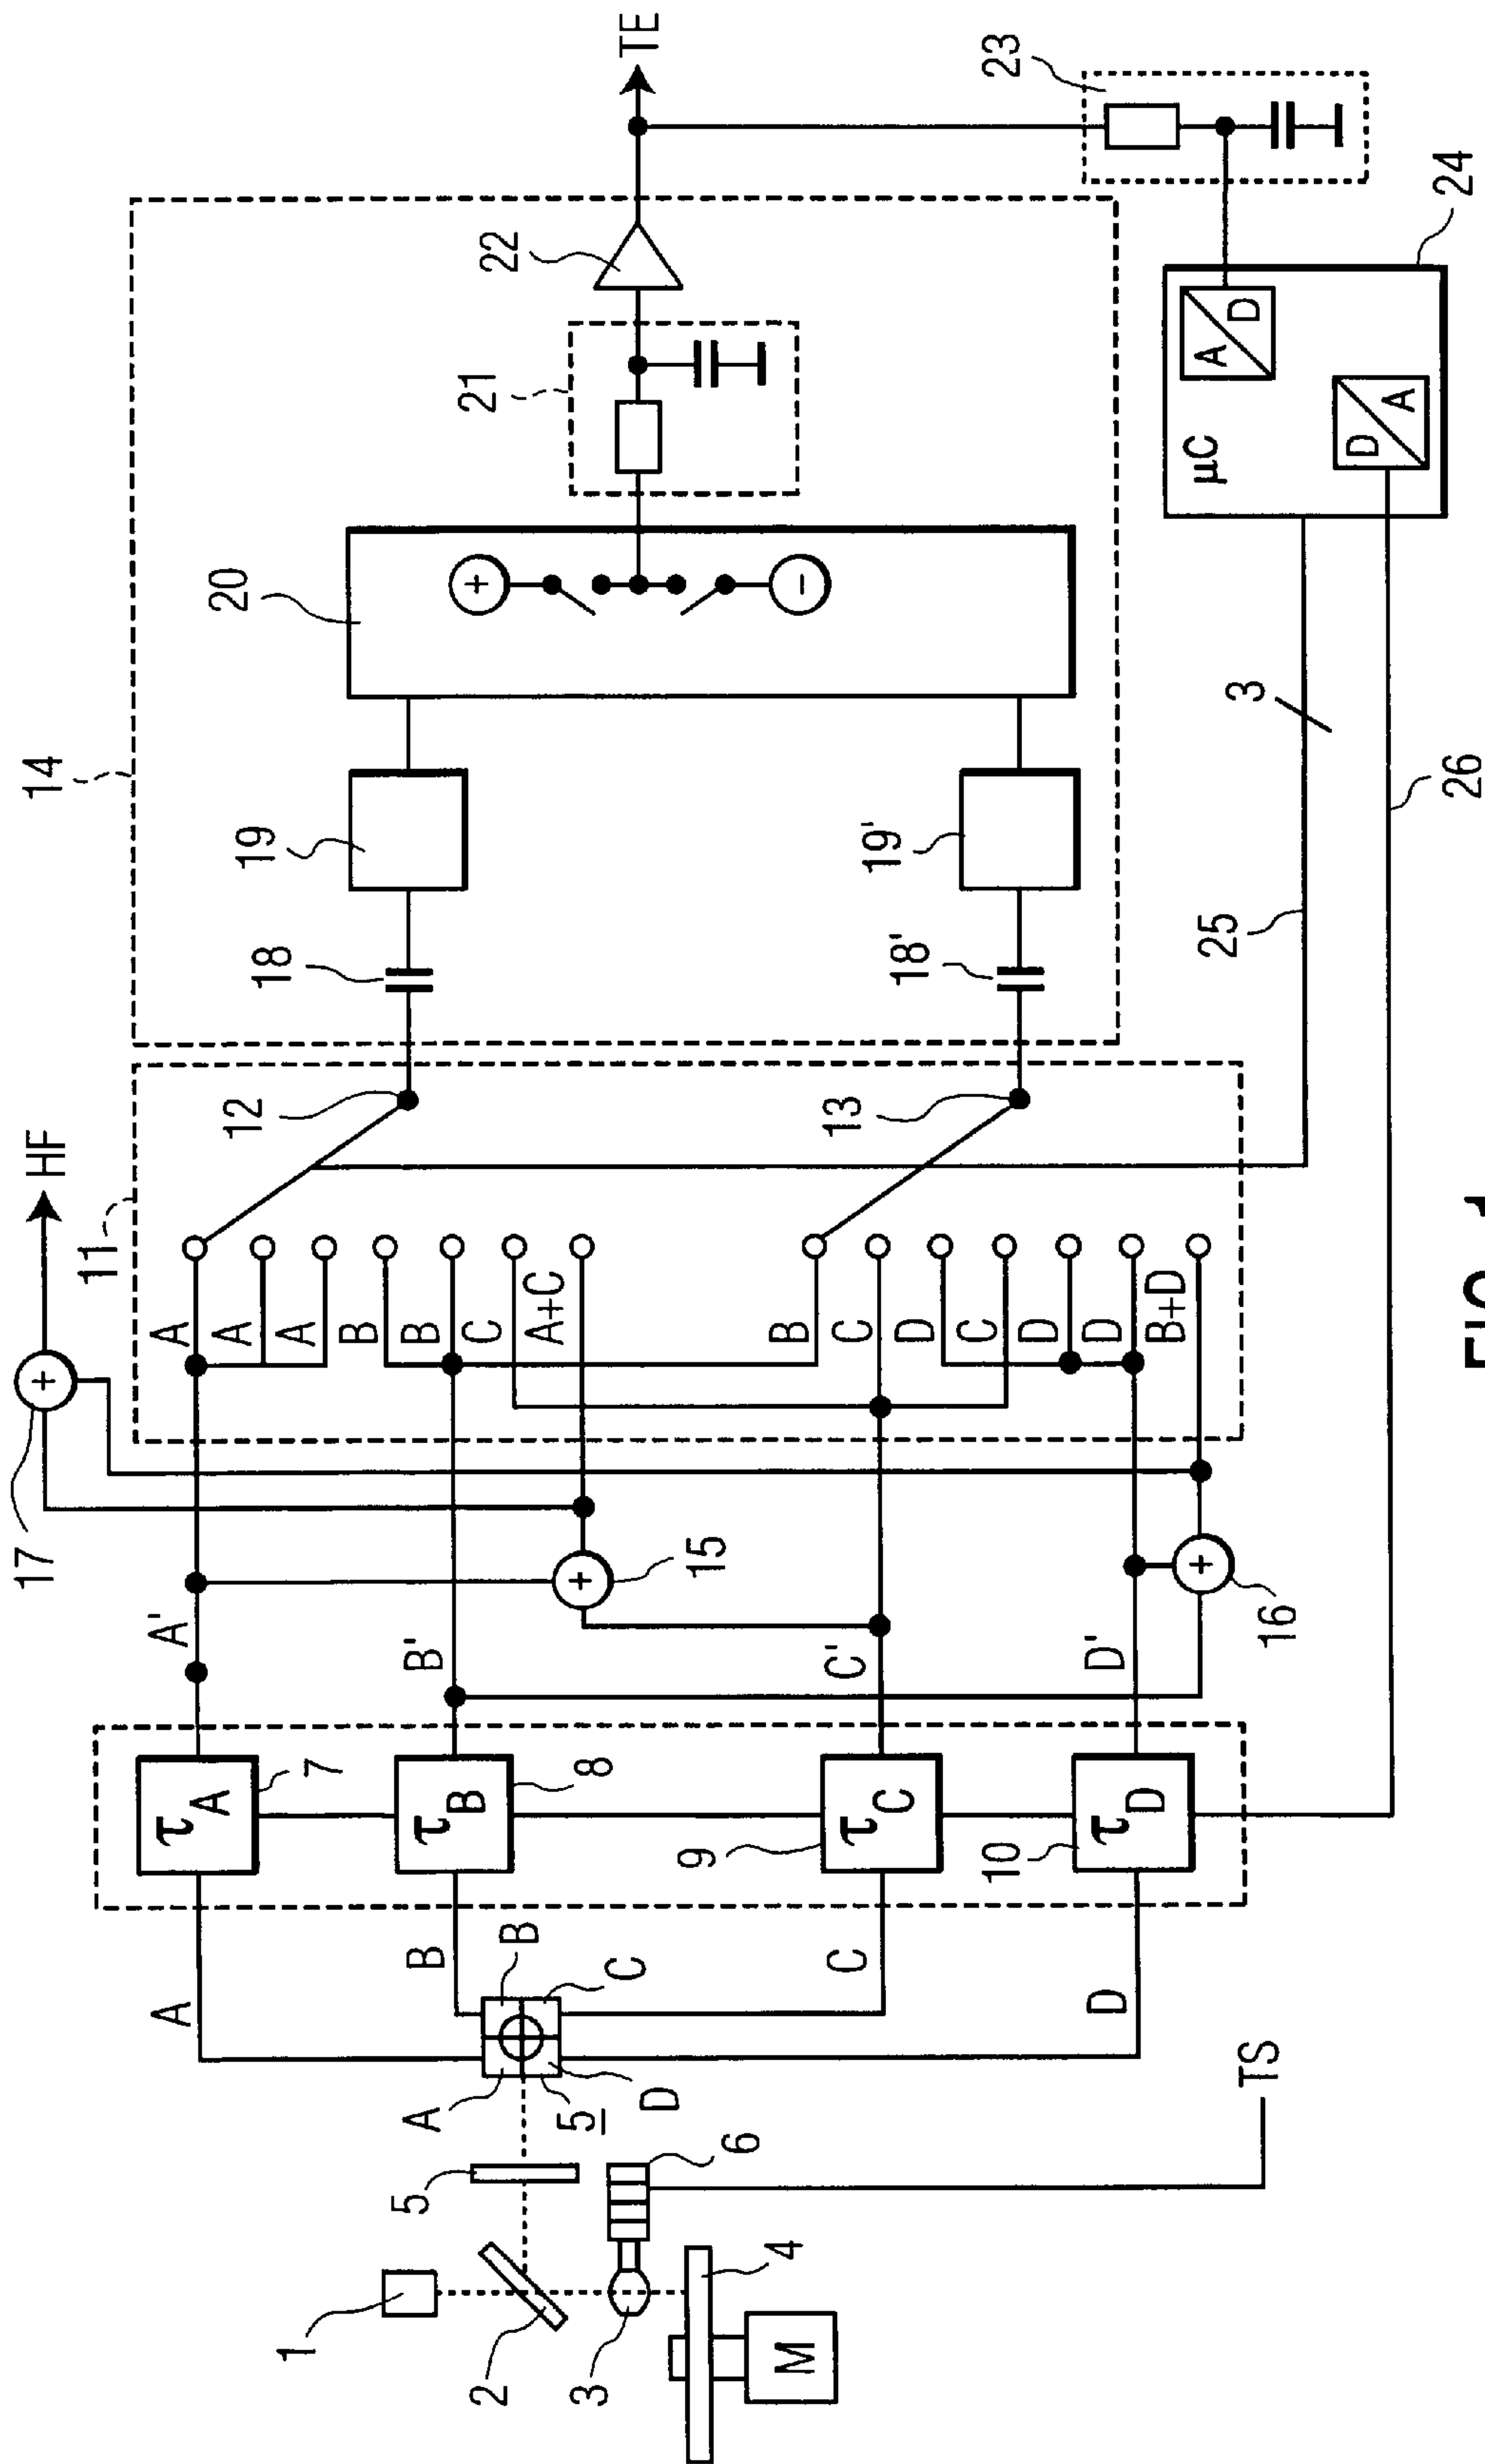 HF
TE
17
11
14
20
21
22
23
12
18
19
+
−
13
18'
19'
A
A
A
B
B
C
A+C
B
C
D
C
D
D
B+D
+
+
15
+
16
A'
B'
C'
D'
τA
7
τB
8
τC
9
τD
10
A
B
C
D
A
B
C
D
5
5
1
2
3
4
6
M
TS
25
3
26
24
μC
A
D
D
A